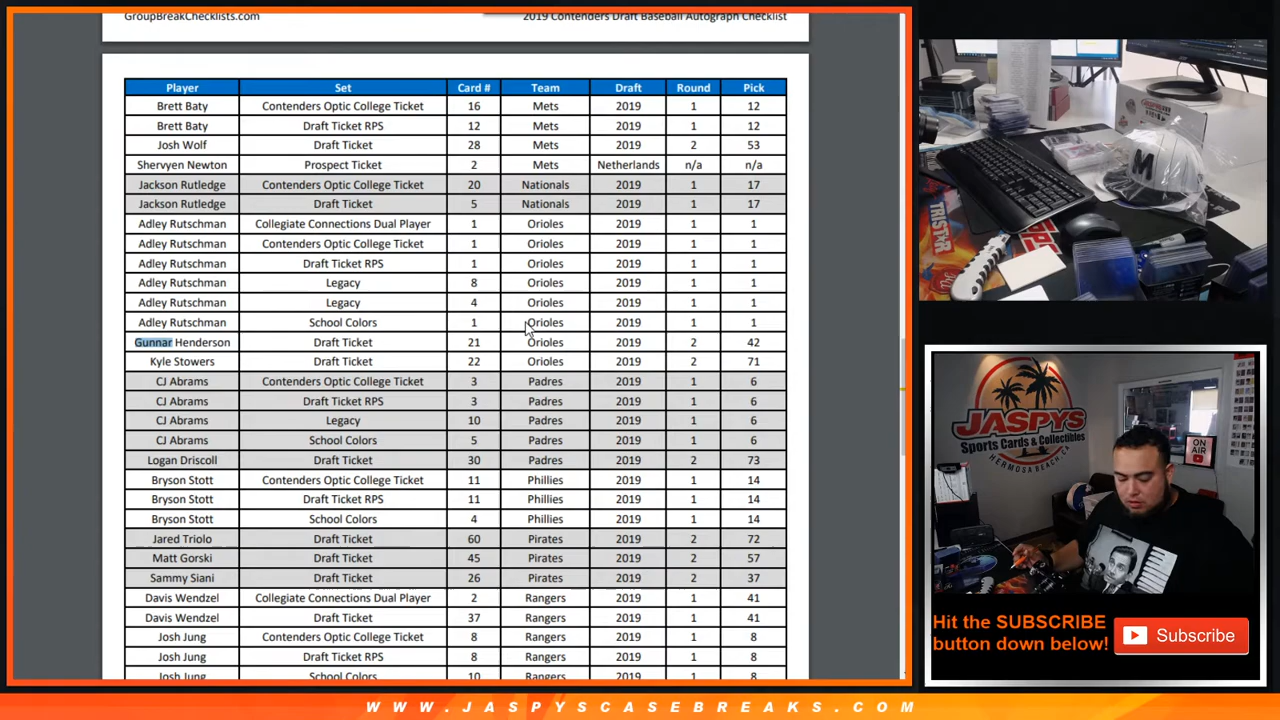 GroupBreakChecklists.com 2019 Contenders Draft Baseball Autograph Checklist
Player Set Card # Team Draft Round Pick
Brett Baty Contenders Optic College Ticket 16 Mets 2019 1 12
Brett Baty Draft Ticket RPS 12 Mets 2019 1 12
Josh Wolf Draft Ticket 28 Mets 2019 2 53
Shervyen Newton Prospect Ticket 2 Mets Netherlands n/a n/a
Jackson Rutledge Contenders Optic College Ticket 20 Nationals 2019 1 17
Jackson Rutledge Draft Ticket 5 Nationals 2019 1 17
Adley Rutschman Collegiate Connections Dual Player 1 Orioles 2019 1 1
Adley Rutschman Contenders Optic College Ticket 1 Orioles 2019 1 1
Adley Rutschman Draft Ticket RPS 1 Orioles 2019 1 1
Adley Rutschman Legacy 8 Orioles 2019 1 1
Adley Rutschman Legacy 4 Orioles 2019 1 1
Adley Rutschman School Colors 1 Orioles 2019 1 1
Gunnar Henderson Draft Ticket 21 Orioles 2019 2 42
Kyle Stowers Draft Ticket 22 Orioles 2019 2 71
CJ Abrams Contenders Optic College Ticket 3 Padres 2019 1 6
CJ Abrams Draft Ticket RPS 3 Padres 2019 1 6
CJ Abrams Legacy 10 Padres 2019 1 6
CJ Abrams School Colors 5 Padres 2019 1 6
Logan Driscoll Draft Ticket 30 Padres 2019 2 73
Bryson Stott Contenders Optic College Ticket 11 Phillies 2019 1 14
Bryson Stott Draft Ticket RPS 11 Phillies 2019 1 14
Bryson Stott School Colors 4 Phillies 2019 1 14
Jared Triolo Draft Ticket 60 Pirates 2019 2 72
Matt Gorski Draft Ticket 45 Pirates 2019 2 57
Sammy Siani Draft Ticket 26 Pirates 2019 2 37
Davis Wendzel Collegiate Connections Dual Player 2 Rangers 2019 1 41
Davis Wendzel Draft Ticket 37 Rangers 2019 1 41
Josh Jung Contenders Optic College Ticket 8 Rangers 2019 1 8
Josh Jung Draft Ticket RPS 8 Rangers 2019 1 8
Josh Jung School Colors 10 Rangers 2019 1 8
JASPYS
M
TRISTAR
JASPYS
Sports Cards & Collectibles
HERMOSA BEACH, CA
ON AIR
Hit the SUBSCRIBE
button down below!
Subscribe
WWW.JASPYSCASEBREAKS.COM